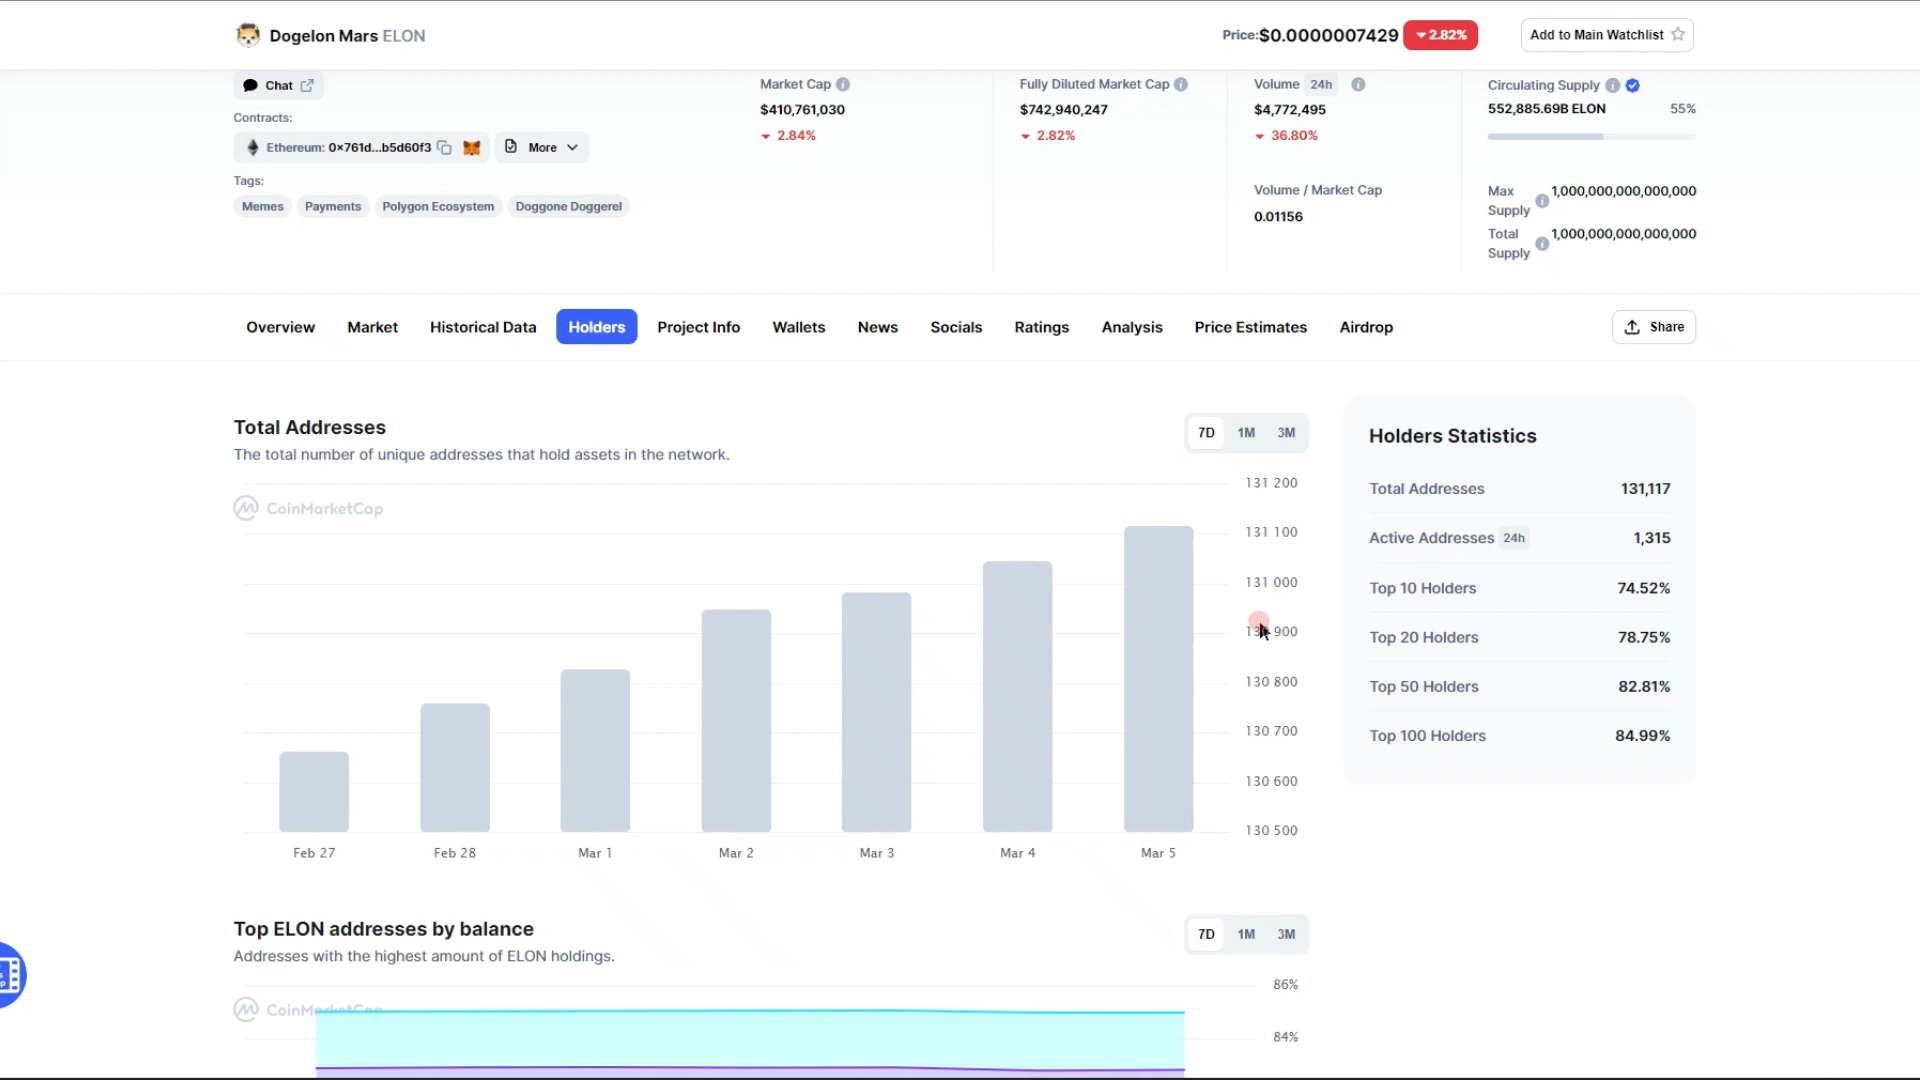 Dogelon Mars ELON
Price:$0.0000007429 2.82%
Add to Main Watchlist
Chat
Contracts:
Ethereum: 0x761d...b5d60f3
More
Tags:
Memes Payments Polygon Ecosystem Doggone Doggerel
Market Cap
$410,761,030
2.84%
Fully Diluted Market Cap
$742,940,247
2.82%
Volume 24h
$4,772,495
36.80%
Volume / Market Cap
0.01156
Circulating Supply
552,885.69B ELON 55%
Max Supply 1,000,000,000,000,000
Total Supply 1,000,000,000,000,000
Overview Market Historical Data Holders Project Info Wallets News Socials Ratings Analysis Price Estimates Airdrop
Share
Total Addresses
The total number of unique addresses that hold assets in the network.
7D 1M 3M
CoinMarketCap
131 200
131 100
131 000
900
130 800
130 700
130 600
130 500
Feb 27 Feb 28 Mar 1 Mar 2 Mar 3 Mar 4 Mar 5
Holders Statistics
Total Addresses 131,117
Active Addresses 24h 1,315
Top 10 Holders 74.52%
Top 20 Holders 78.75%
Top 50 Holders 82.81%
Top 100 Holders 84.99%
Top ELON addresses by balance
Addresses with the highest amount of ELON holdings.
7D 1M 3M
CoinMarketCap
86%
84%